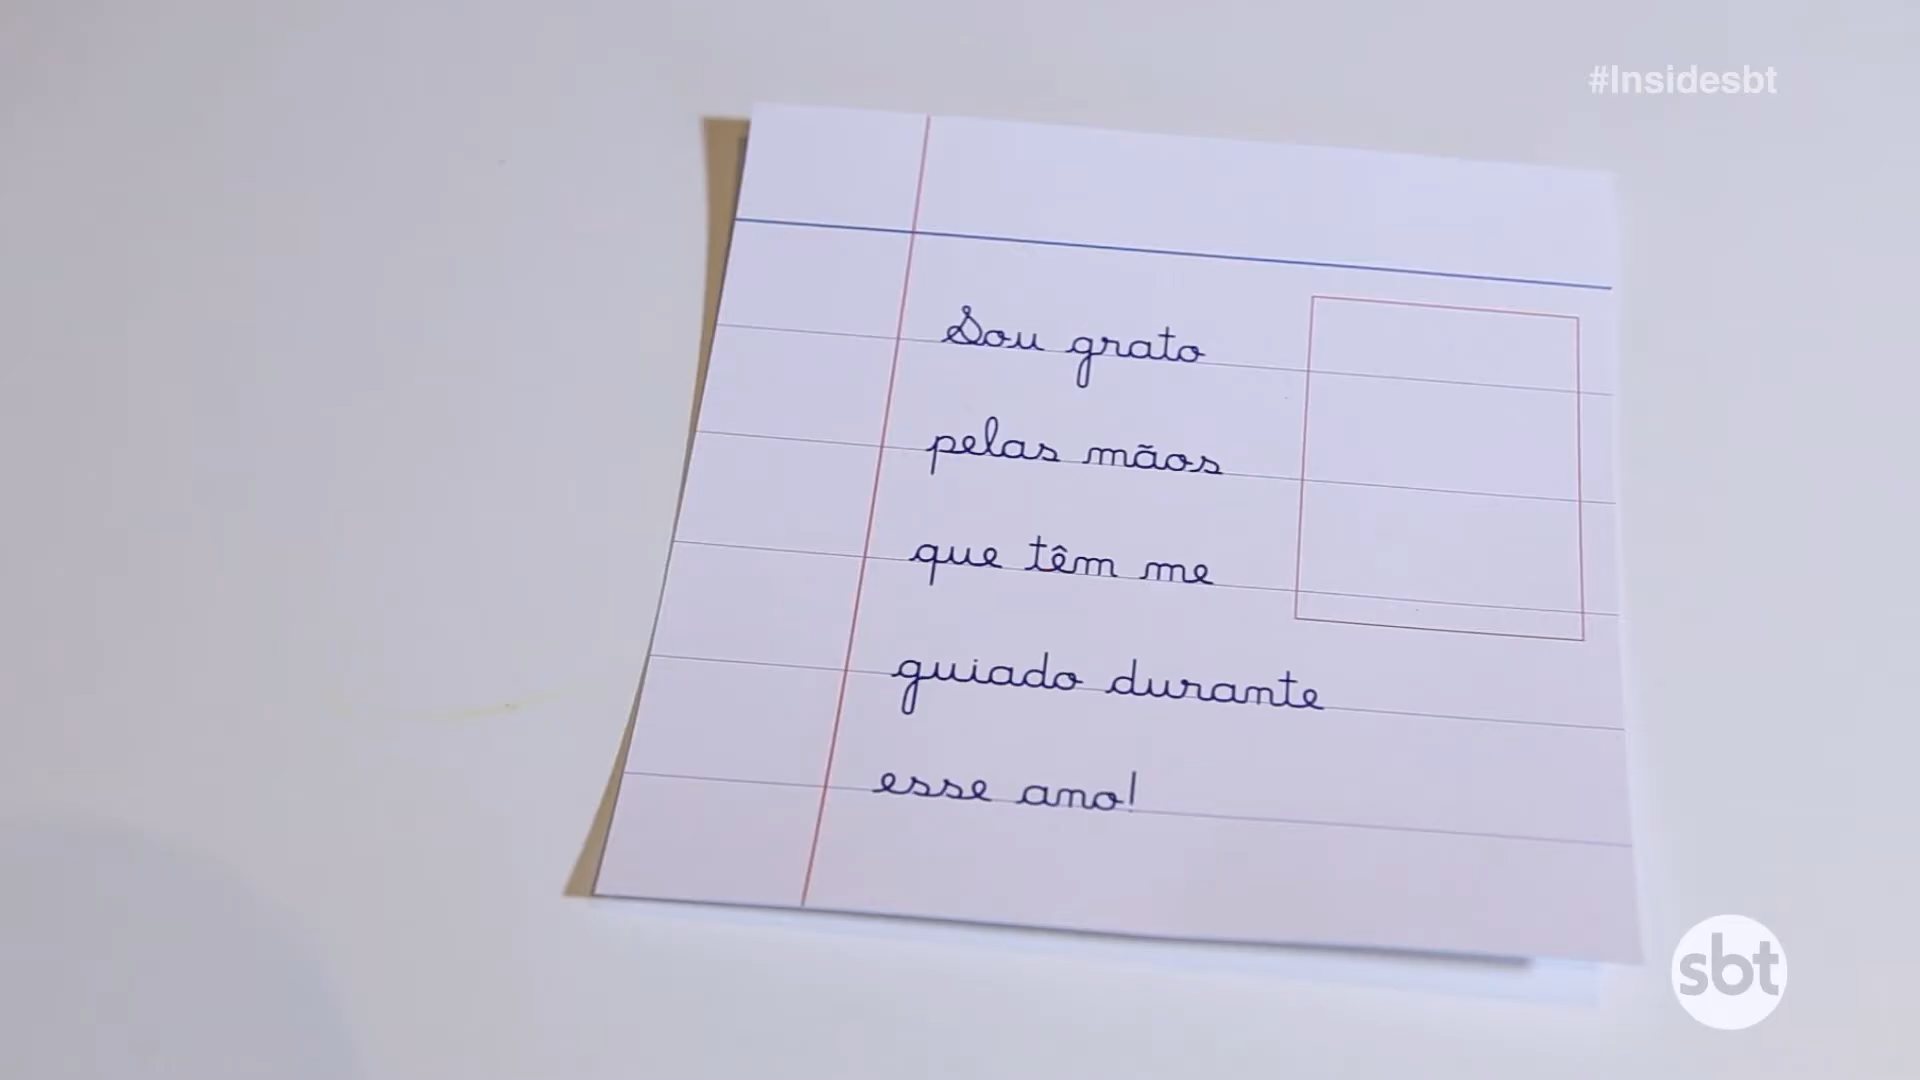 #Insidesbt
Sou grato
pelas mãos
que têm me
guiado durante
esse ano!
sbt